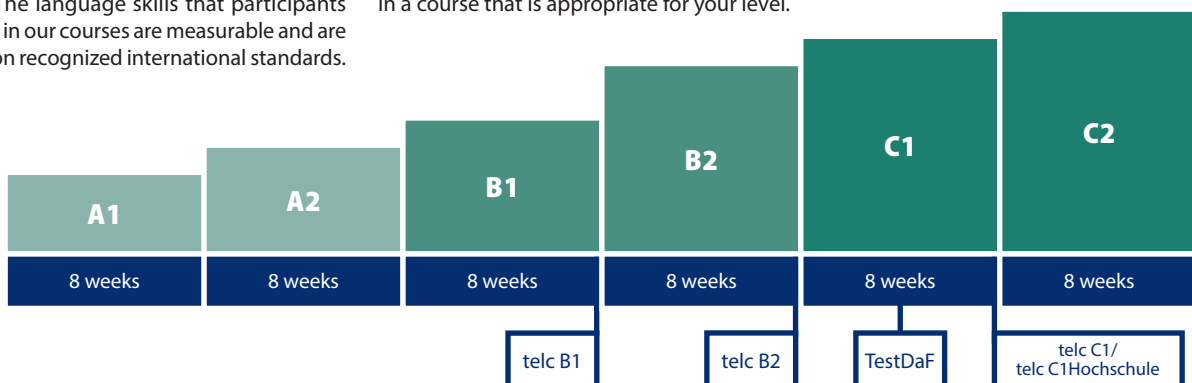 The language skills that participants
in our courses are measurable and are
on recognized international standards.
in a course that is appropriate for your level.
A1
A2
B1
B2
C1
C2
8 weeks
8 weeks
8 weeks
8 weeks
8 weeks
8 weeks
telc B1
telc B2
TestDaF
telc C1/
telc C1Hochschule